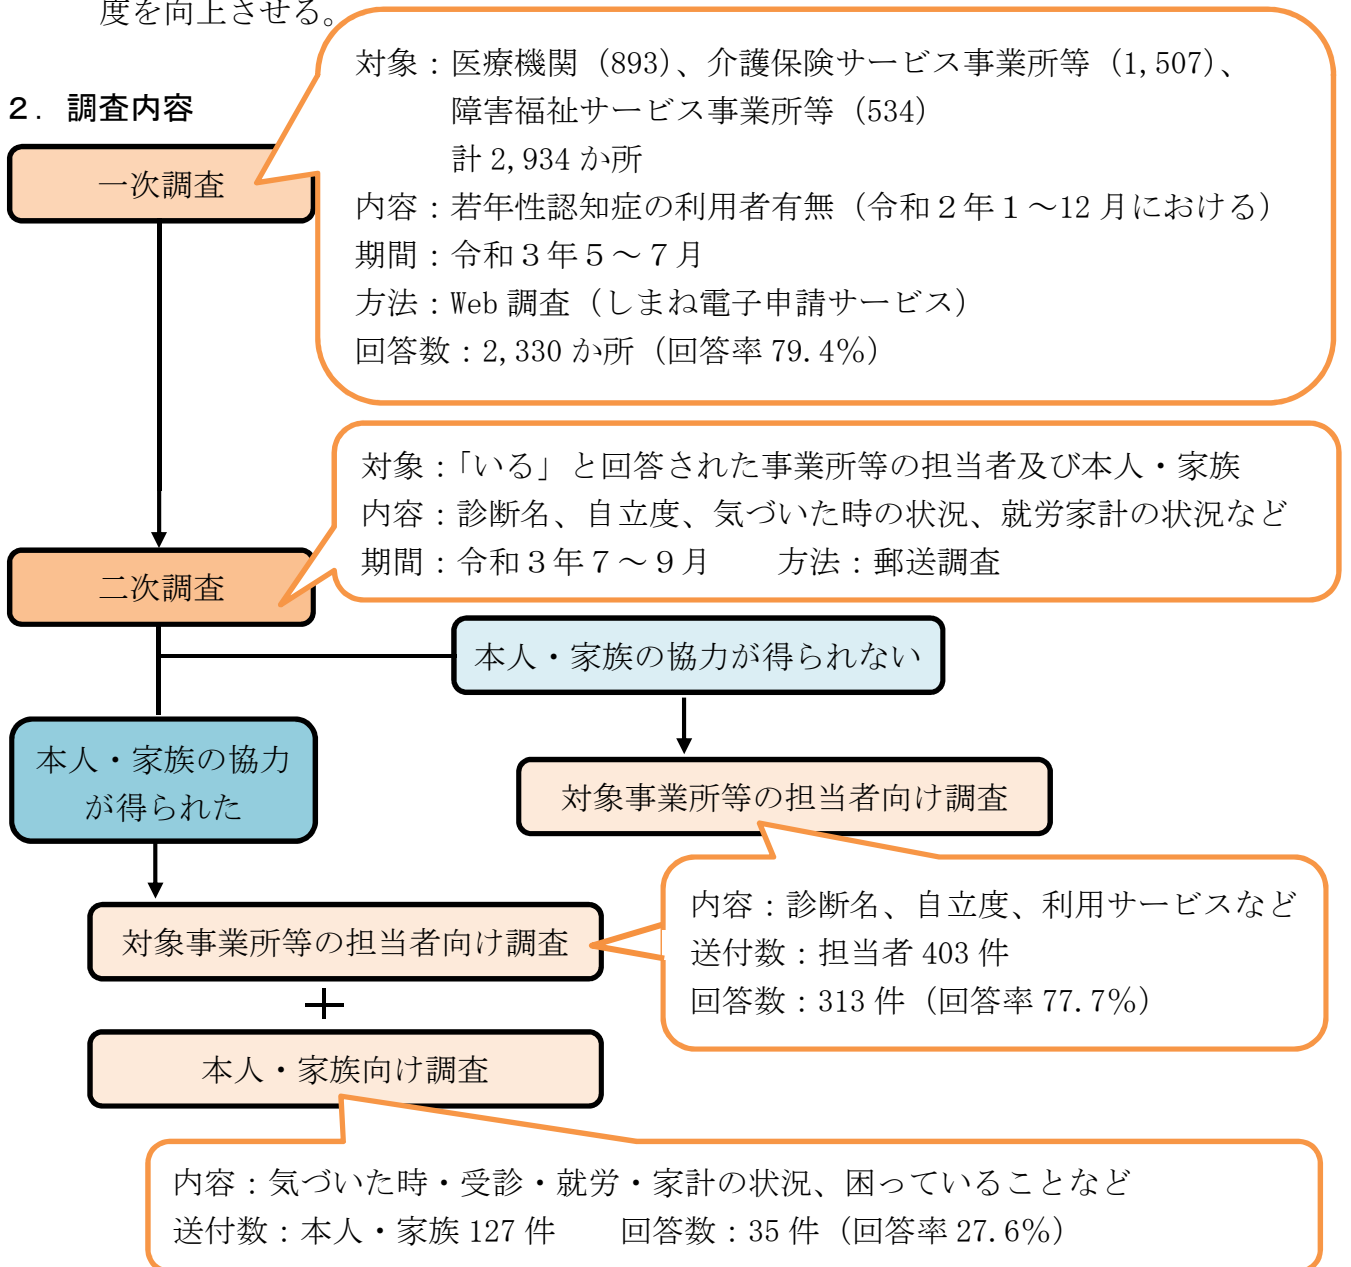 度を向上させる。
２．調査内容
対象：医療機関（893）、介護保険サービス事業所等（1,507）、
障害福祉サービス事業所等（534）
計 2,934 か所
内容：若年性認知症の利用者有無（令和２年１～12 月における）
期間：令和３年５～７月
方法：Web 調査（しまね電子申請サービス）
回答数：2,330 か所（回答率 79.4％）
一次調査
対象：「いる」と回答された事業所等の担当者及び本人・家族
内容：診断名、自立度、気づいた時の状況、就労家計の状況など
期間：令和３年７～９月　　方法：郵送調査
二次調査
本人・家族の協力が得られない
本人・家族の協力
が得られた
対象事業所等の担当者向け調査
内容：診断名、自立度、利用サービスなど
送付数：担当者 403 件
回答数：313 件（回答率 77.7％）
対象事業所等の担当者向け調査
＋
本人・家族向け調査
内容：気づいた時・受診・就労・家計の状況、困っていることなど
送付数：本人・家族 127 件　　回答数：35 件（回答率 27.6％）